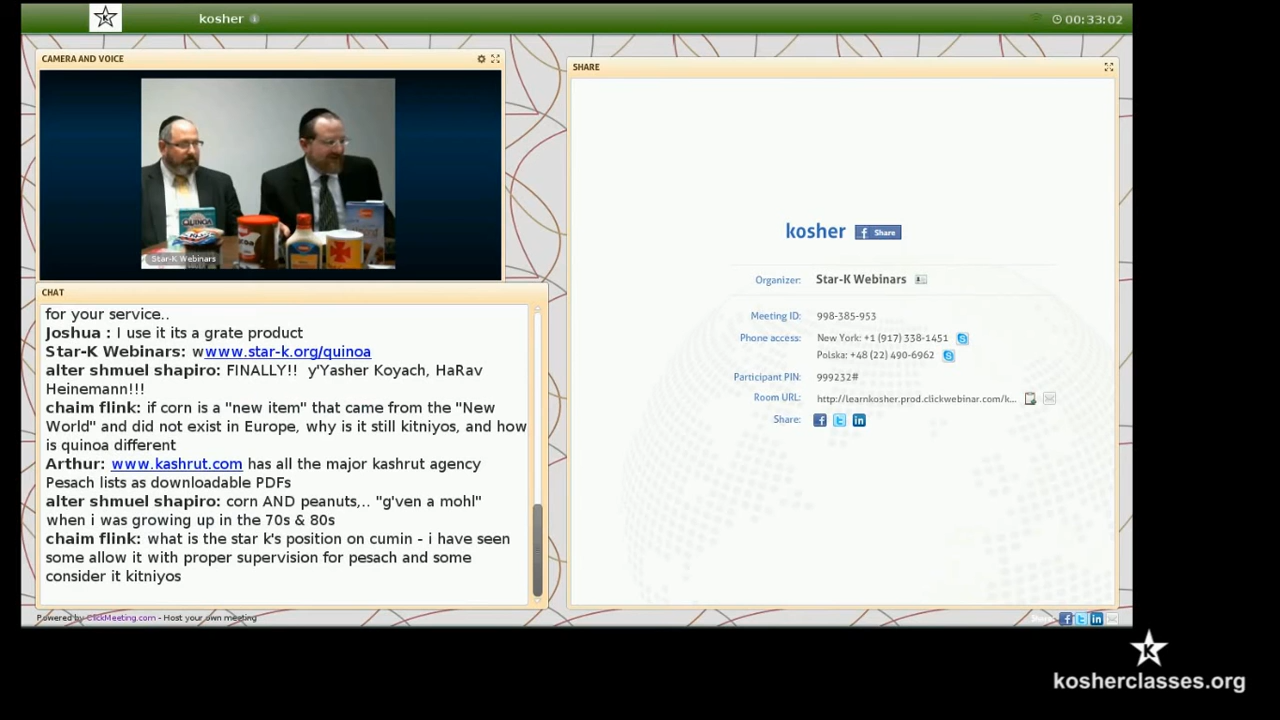 K
kosher
00:33:02
CAMERA AND VOICE
QUINOA
Star-K Webinars
CHAT
for your service..
Joshua : I use it its a grate product
Star-K Webinars: wwww.star-k.org/quinoa
alter shmuel shapiro: FINALLY!! y'Yasher Koyach, HaRav
Heinemann!!!
chaim flink: if corn is a "new item" that came from the "New
World" and did not exist in Europe, why is it still kitniyos, and how
is quinoa different
Arthur: www.kashrut.com has all the major kashrut agency
Pesach lists as downloadable PDFs
alter shmuel shapiro: corn AND peanuts,.. "g'ven a mohl"
when i was growing up in the 70s & 80s
chaim flink: what is the star k's position on cumin - i have seen
some allow it with proper supervision for pesach and some
consider it kitniyos
SHARE
kosher
f Share
Organizer: Star-K Webinars
Meeting ID: 998-385-953
Phone access: New York: +1 (917) 338-1451
Polska: +48 (22) 490-6962
Participant PIN: 999232#
Room URL: http://learnkosher.prod.clickwebinar.com/k...
Share:
Powered by ClickMeeting.com - Host your own meeting
K
kosherclasses.org